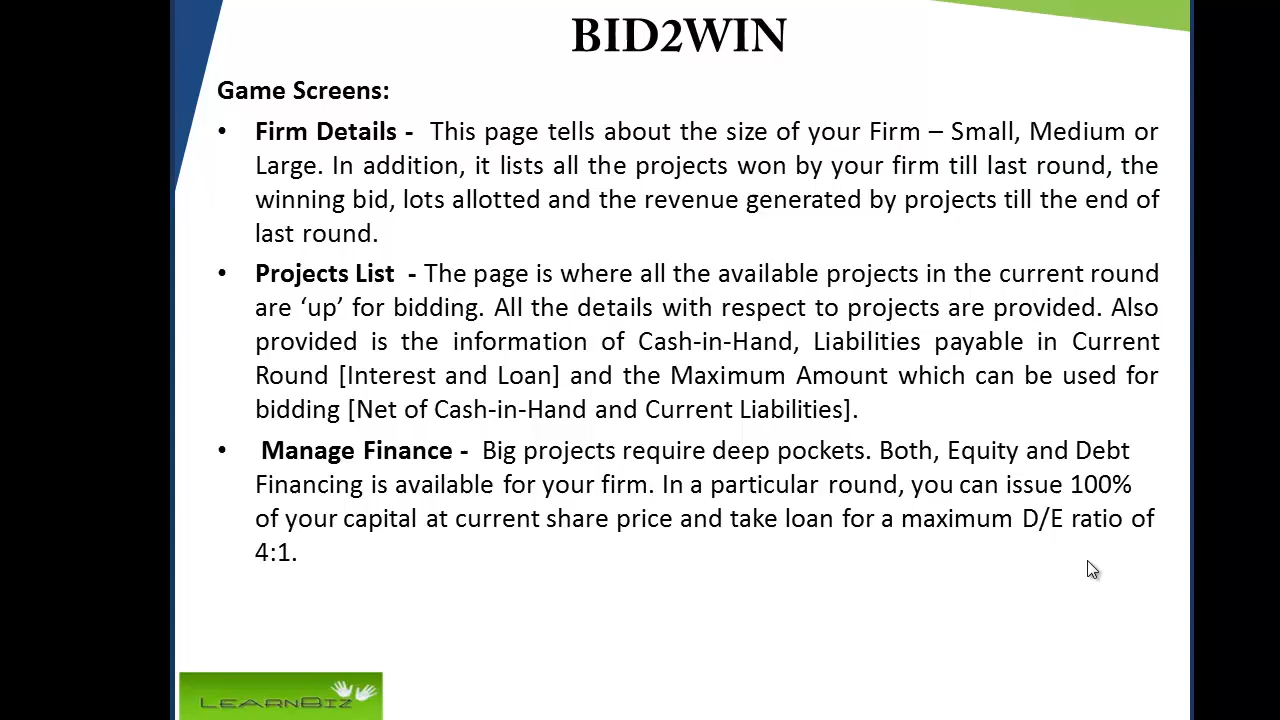 BID2WIN
Game Screens:
• Firm Details - This page tells about the size of your Firm – Small, Medium or
Large. In addition, it lists all the projects won by your firm till last round, the
winning bid, lots allotted and the revenue generated by projects till the end of
last round.
• Projects List - The page is where all the available projects in the current round
are ‘up’ for bidding. All the details with respect to projects are provided. Also
provided is the information of Cash-in-Hand, Liabilities payable in Current
Round [Interest and Loan] and the Maximum Amount which can be used for
bidding [Net of Cash-in-Hand and Current Liabilities].
• Manage Finance - Big projects require deep pockets. Both, Equity and Debt
Financing is available for your firm. In a particular round, you can issue 100%
of your capital at current share price and take loan for a maximum D/E ratio of
4:1.
LEARNBIZ